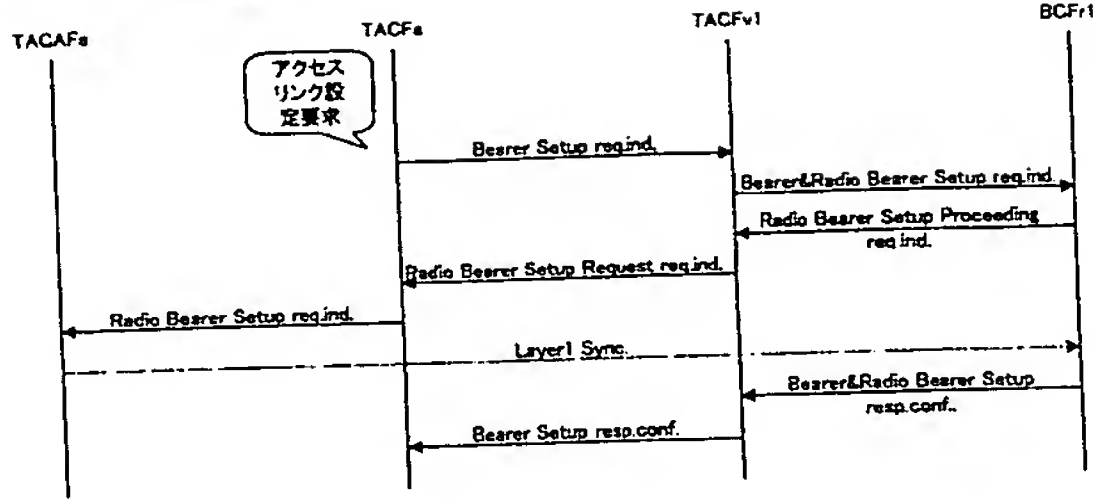 TACAFa
TACFa
TACFv1
BCFr1
アクセス
リンク設
定要求
Bearer Setup req.ind.
Bearer&Radio Bearer Setup req.ind.
Radio Bearer Setup Proceeding
req.ind.
Radio Bearer Setup Request req.ind.
Radio Bearer Setup req.ind.
Layer1 Sync.
Bearer&Radio Bearer Setup
resp.conf..
Bearer Setup resp.conf.